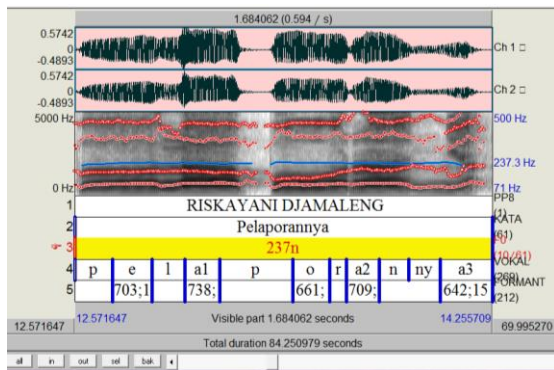 1.684062 (0.594 / s)
0.5742
0
-0.4893
Ch 1
0.5742
0
-0.4893
Ch 2
5000 Hz
500 Hz
237.3 Hz
0 Hz
71 Hz
1 RISKAYANI DJAMALENG PP8 (1)
2 Pelaporannya KATA (61)
3 237n (10/61)
4 p e l a1 p o r a2 n ny a3 VOKAL (269)
5 703;1 738; 661; 709; 642;15 FORMANT (212)
12.571647
12.571647 Visible part 1.684062 seconds 14.255709
69.995270
Total duration 84.250979 seconds
all in out sel bak